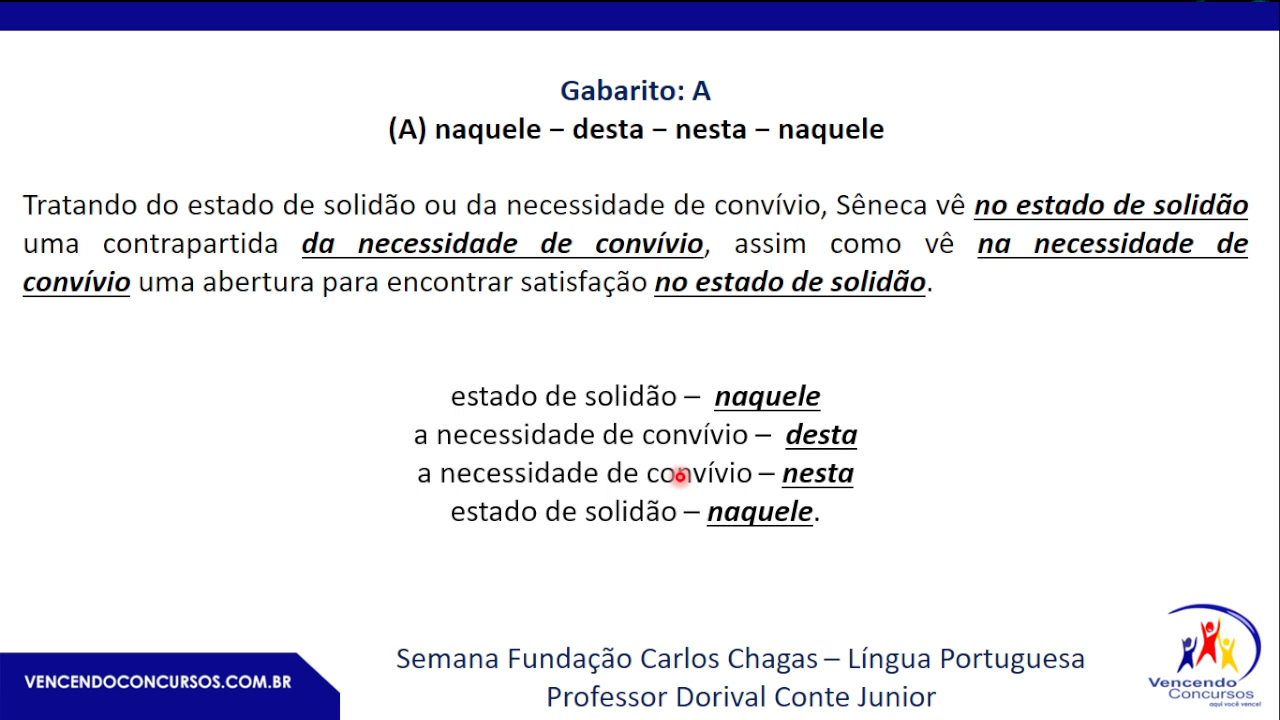 Gabarito: A
(A) naquele – desta – nesta – naquele
Tratando do estado de solidão ou da necessidade de convívio, Sêneca vê no estado de solidão
uma contrapartida da necessidade de convívio, assim como vê na necessidade de
convívio uma abertura para encontrar satisfação no estado de solidão.
estado de solidão – naquele
a necessidade de convívio – desta
a necessidade de convívio – nesta
estado de solidão – naquele.
Semana Fundação Carlos Chagas – Língua Portuguesa
Professor Dorival Conte Junior
VENCENDOCONCURSOS.COM.BR
Vencendo
Concursos
aqui você vence!